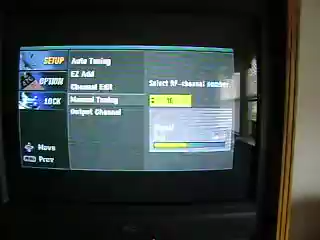 SETUP
OPTION
LOCK
Auto Tuning
EZ Add
Channel Edit
Manual Tuning
Output Channel
Select RF-channel number
Signal
Move
Prev